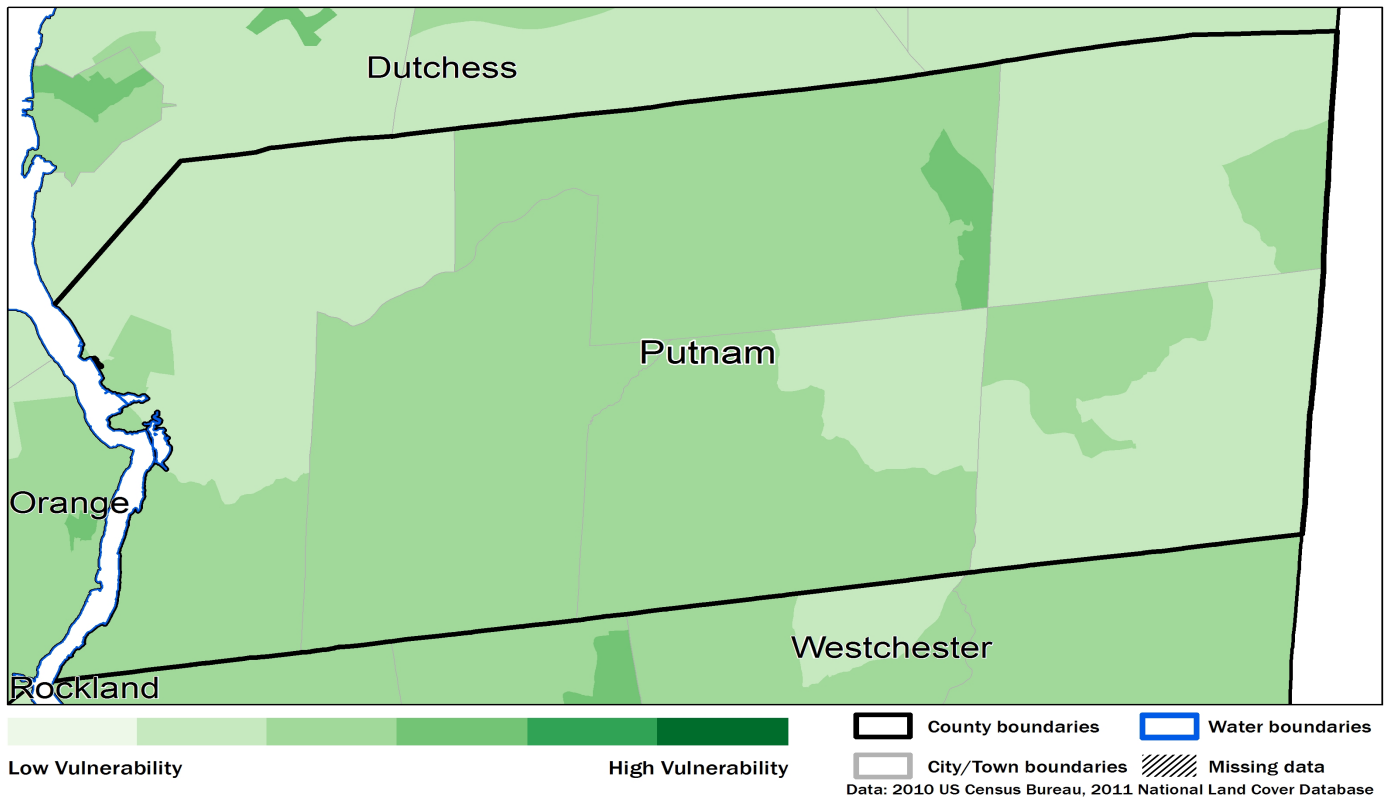 Dutchess
Putnam
Orange
Westchester
Rockland
Low Vulnerability
High Vulnerability
County boundaries
Water boundaries
City/Town boundaries
Missing data
Data: 2010 US Census Bureau, 2011 National Land Cover Database